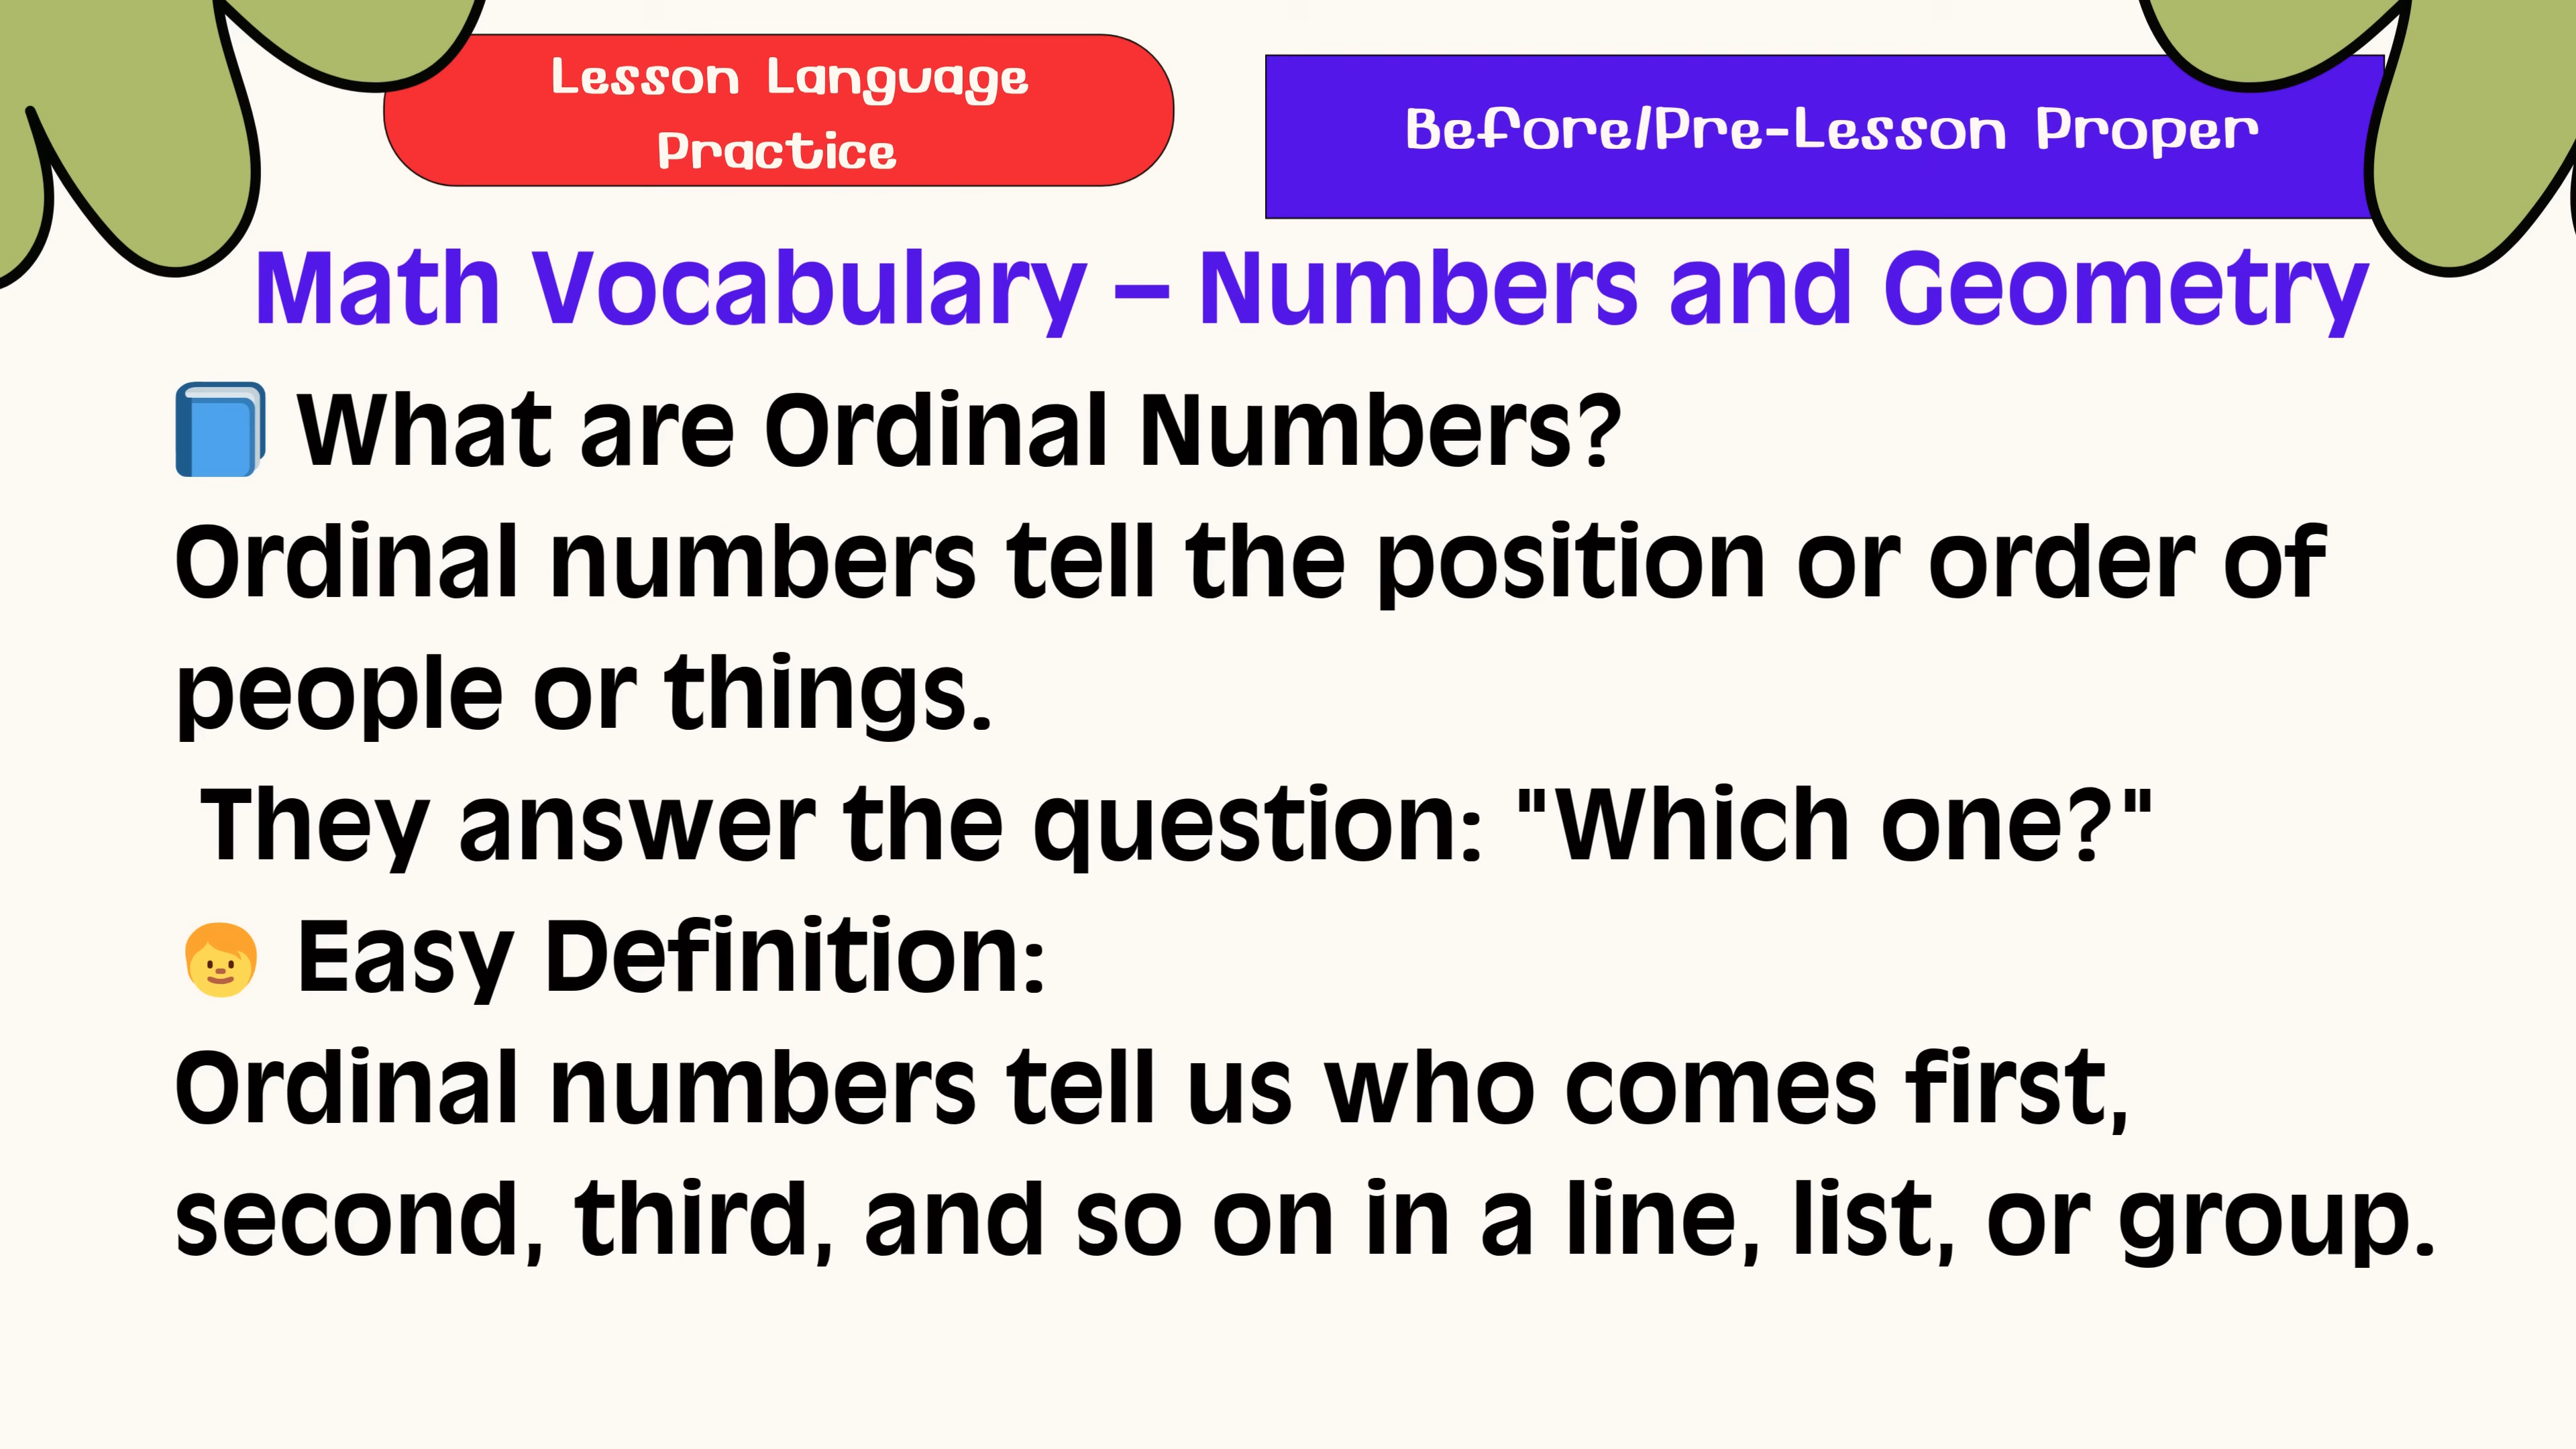 Lesson Language
Practice
Before/Pre-Lesson Proper
Math Vocabulary – Numbers and Geometry
📘 What are Ordinal Numbers?
Ordinal numbers tell the position or order of
people or things.
They answer the question: "Which one?"
🧒 Easy Definition:
Ordinal numbers tell us who comes first,
second, third, and so on in a line, list, or group.